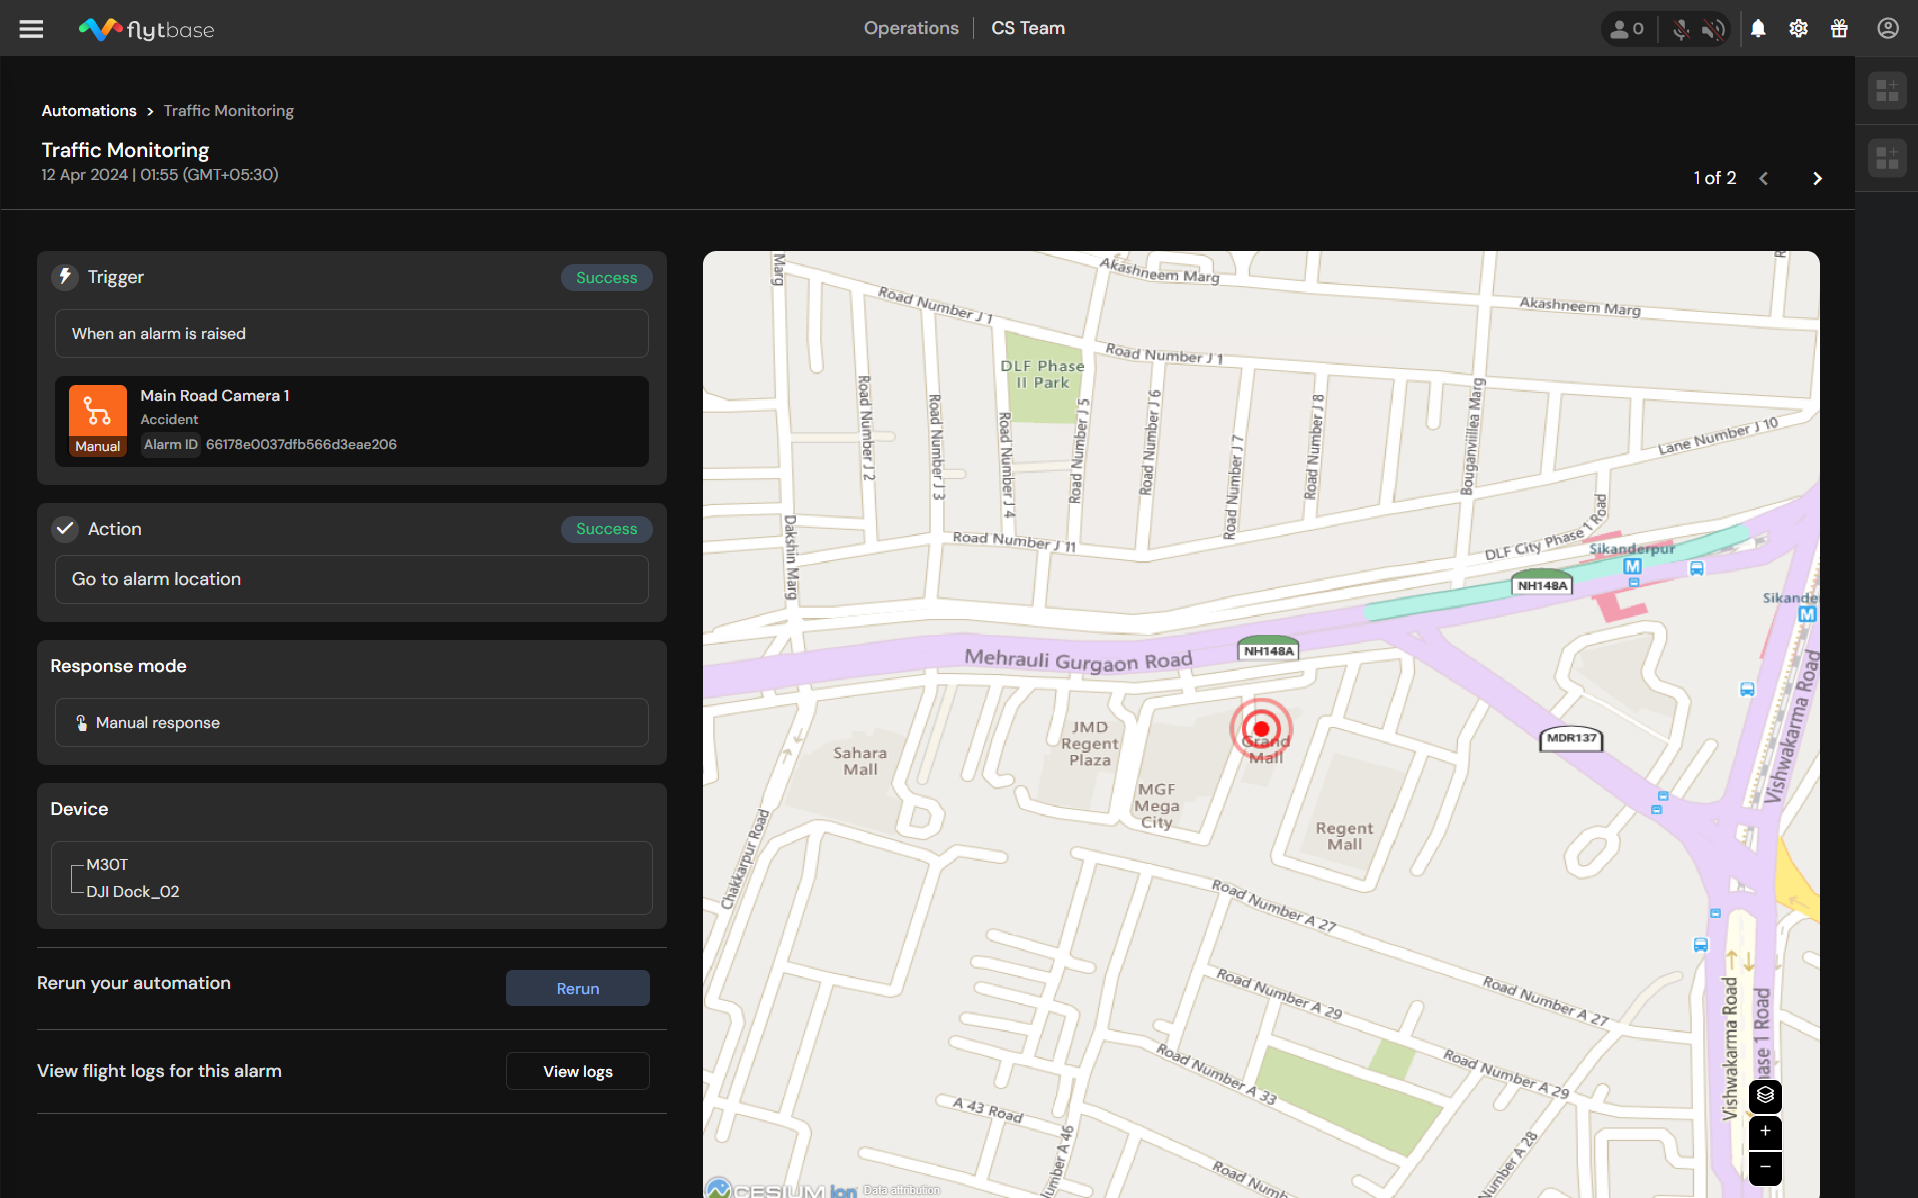 flytbase
Operations
CS Team
0
Automations > Traffic Monitoring
Traffic Monitoring
12 Apr 2024 | 01:55 (GMT+05:30)
1 of 2
Trigger
Success
When an alarm is raised
Main Road Camera 1
Accident
Manual
Alarm ID 66178e0037dfb566d3eae206
Action
Success
Go to alarm location
Response mode
Manual response
Device
M30T
DJI Dock_02
Rerun your automation
Rerun
View flight logs for this alarm
View logs
Marg
Akashneem Marg
Akashneem Marg
Road Number J 1
Road Number J 1
DLF Phase
II Park
Road Number J 2
Road Number J 3
Road Number J 4
Road Number J 5
Road Number J 6
Road Number J 7
Road Number J 8
Bouganvilliea Marg
Lane Number J 10
Dakshin Marg
Road Number J 11
DLF City Phase 1 Road
Sikanderpur
M
NH148A
Sikande
M
NH148A
Mehrauli Gurgaon Road
Vishwakarma Road
MDR137
JMD
Regent
Plaza
Grand
Mall
Sahara
Mall
MGF
Mega
City
Regent
Mall
Chakkarpur Road
Road Number A 27
Road Number A 27
Road Number A 29
Road Number A 29
Road Number A 33
Vishwakarma Road
hase 1 Road
A 43 Road
umber A 46
Number A 28
Road Numb
+
−
CESIUM ion
Data attribution